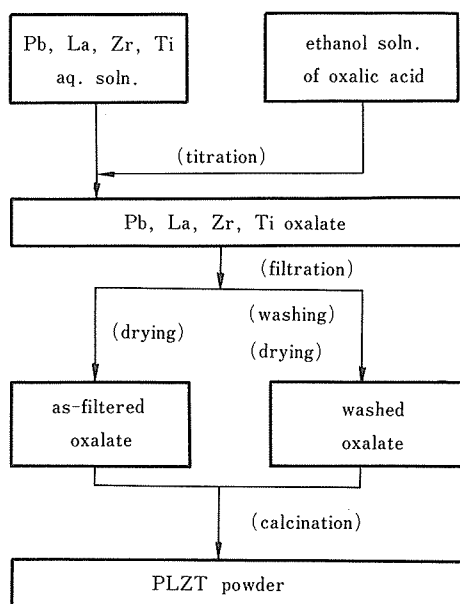 Pb, La, Zr, Ti
aq. soln.
ethanol soln.
of oxalic acid
(titration)
Pb, La, Zr, Ti oxalate
(filtration)
(drying)
(washing)
(drying)
as-filtered
oxalate
washed
oxalate
(calcination)
PLZT powder